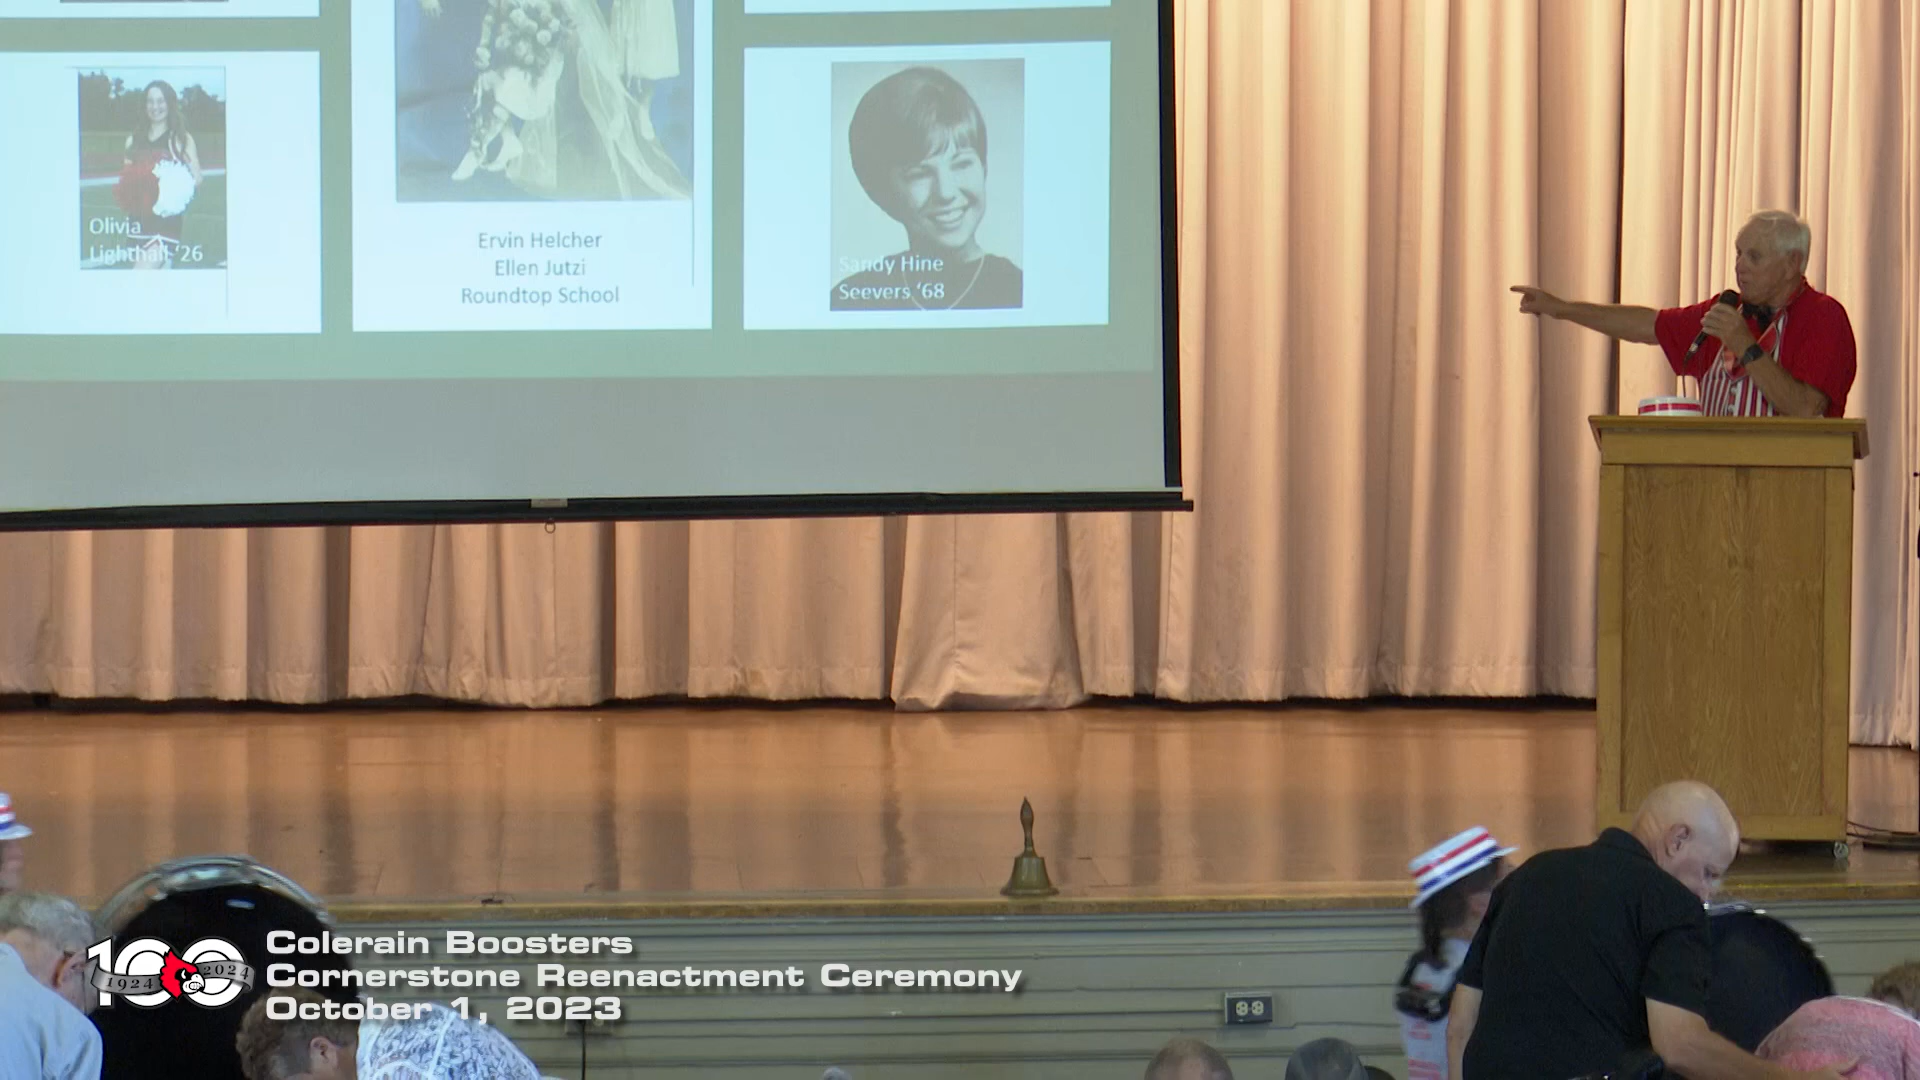 Olivia
Lighthall '26
Ervin Helcher
Ellen Jutzi
Roundtop School
Sandy Hine
Seevers '68
100
1924 2024
Colerain Boosters
Cornerstone Reenactment Ceremony
October 1, 2023